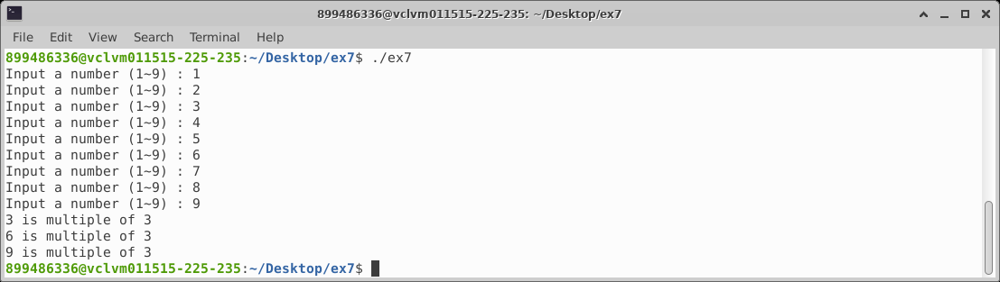 899486336@vclvm011515-225-235: ~/Desktop/ex7
File Edit View Search Terminal Help
899486336@vclvm011515-225-235:~/Desktop/ex7$ ./ex7
Input a number (1~9) : 1
Input a number (1~9) : 2
Input a number (1~9) : 3
Input a number (1~9) : 4
Input a number (1~9) : 5
Input a number (1~9) : 6
Input a number (1~9) : 7
Input a number (1~9) : 8
Input a number (1~9) : 9
3 is multiple of 3
6 is multiple of 3
9 is multiple of 3
899486336@vclvm011515-225-235:~/Desktop/ex7$